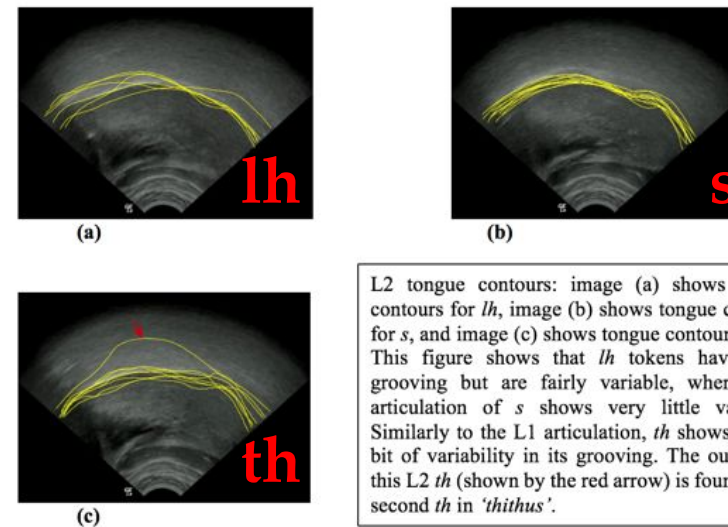 lh
(a)
s
(b)
th
(c)
L2 tongue contours: image (a) shows
contours for lh, image (b) shows tongue
for s, and image (c) shows tongue contour
This figure shows that lh tokens hav
grooving but are fairly variable, wher
articulation of s shows very little va
Similarly to the L1 articulation, th shows
bit of variability in its grooving. The ou
this L2 th (shown by the red arrow) is four
second th in ‘thithus’.